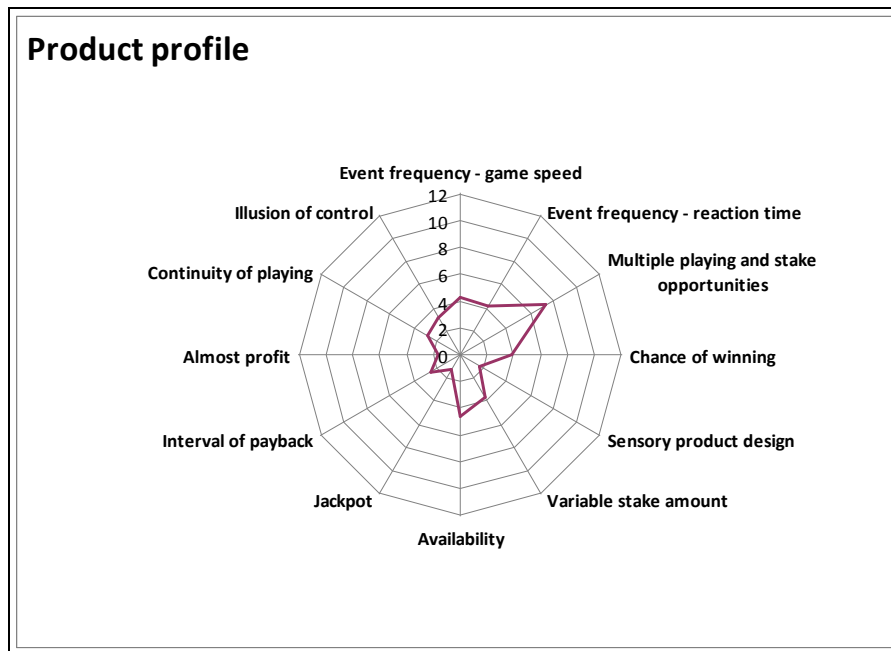 Product profile
Event frequency - game speed
12
10
8
6
4
2
0
Event frequency - reaction time
Multiple playing and stake
opportunities
Chance of winning
Sensory product design
Variable stake amount
Availability
Jackpot
Interval of payback
Almost profit
Continuity of playing
Illusion of control